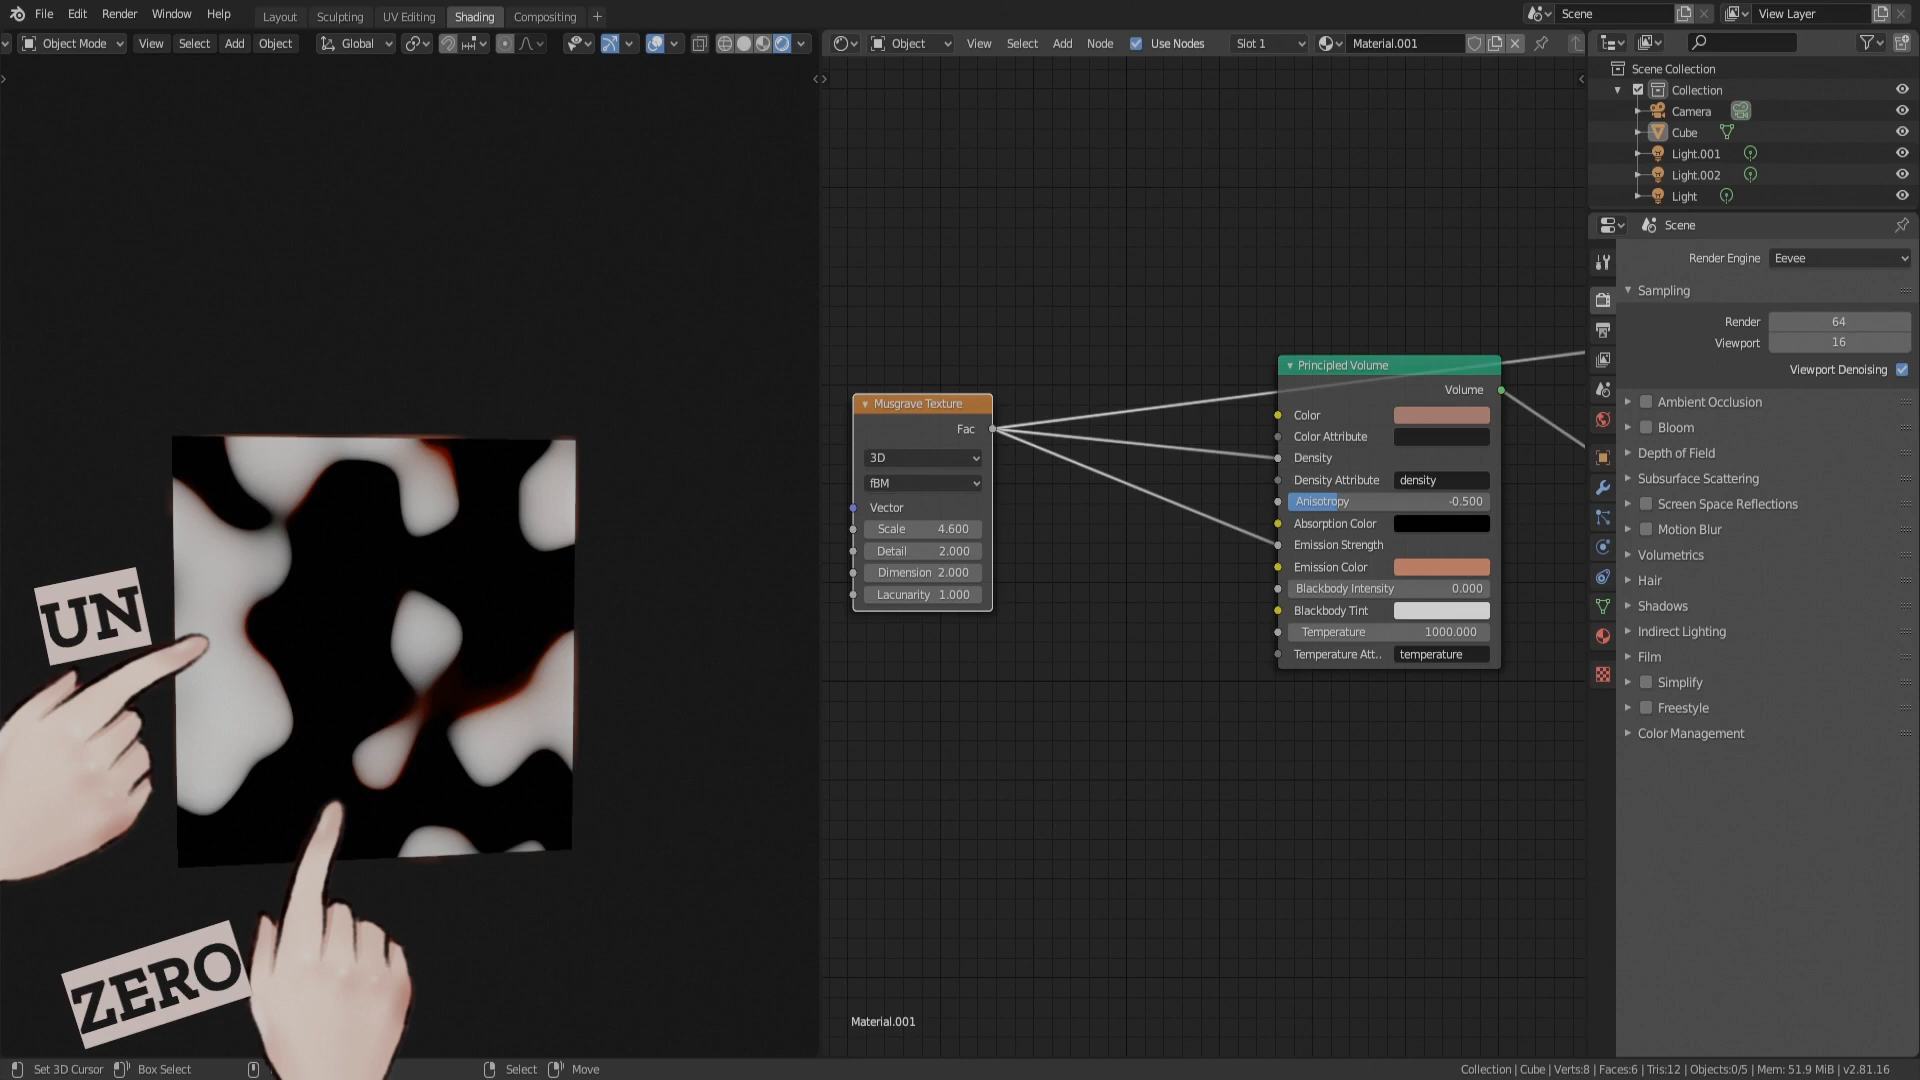 File Edit Render Window Help
Layout Sculpting UV Editing Shading Compositing +
Scene
View Layer
Object Mode View Select Add Object Global
Object View Select Add Node Use Nodes Slot 1 Material.001
Scene Collection
Collection
Camera
Cube
Light.001
Light.002
Light
Scene
Render Engine Eevee
Sampling
Render 64
Viewport 16
Viewport Denoising
Ambient Occlusion
Bloom
Depth of Field
Subsurface Scattering
Screen Space Reflections
Motion Blur
Volumetrics
Hair
Shadows
Indirect Lighting
Film
Simplify
Freestyle
Color Management
Musgrave Texture
Fac
3D
fBM
Vector
Scale 4.600
Detail 2.000
Dimension 2.000
Lacunarity 1.000
Principled Volume
Volume
Color
Color Attribute
Density
Density Attribute density
Anisotropy -0.500
Absorption Color
Emission Strength
Emission Color
Blackbody Intensity 0.000
Blackbody Tint
Temperature 1000.000
Temperature Att.. temperature
UN
ZERO
Material.001
Set 3D Cursor Box Select Select Move
Collection | Cube | Verts:8 | Faces:6 | Tris:12 | Objects:0/5 | Mem: 51.9 MiB | v2.81.16